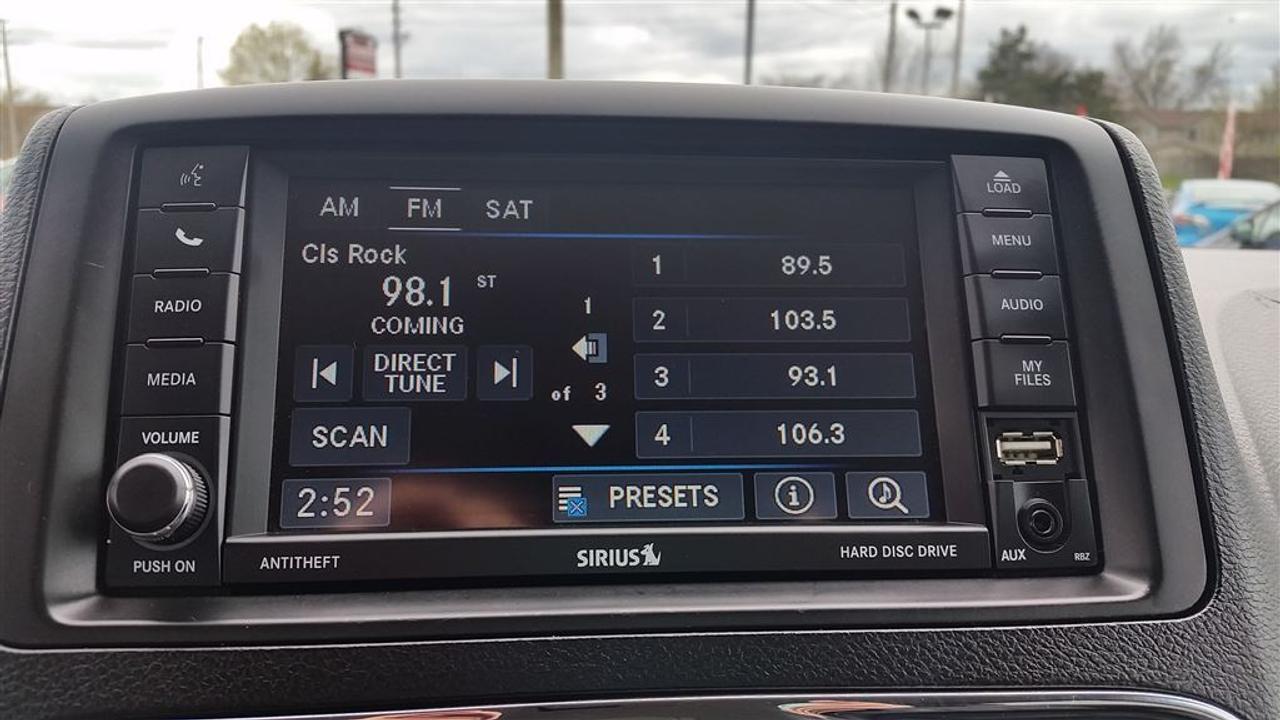 RADIO
MEDIA
VOLUME
PUSH ON
AM FM SAT
Cls Rock
98.1 ST
COMING
DIRECT
TUNE
SCAN
1
of 3
1 89.5
2 103.5
3 93.1
4 106.3
2:52
PRESETS
i
ANTITHEFT
SIRIUS
HARD DISC DRIVE
LOAD
MENU
AUDIO
MY
FILES
AUX
RBZ